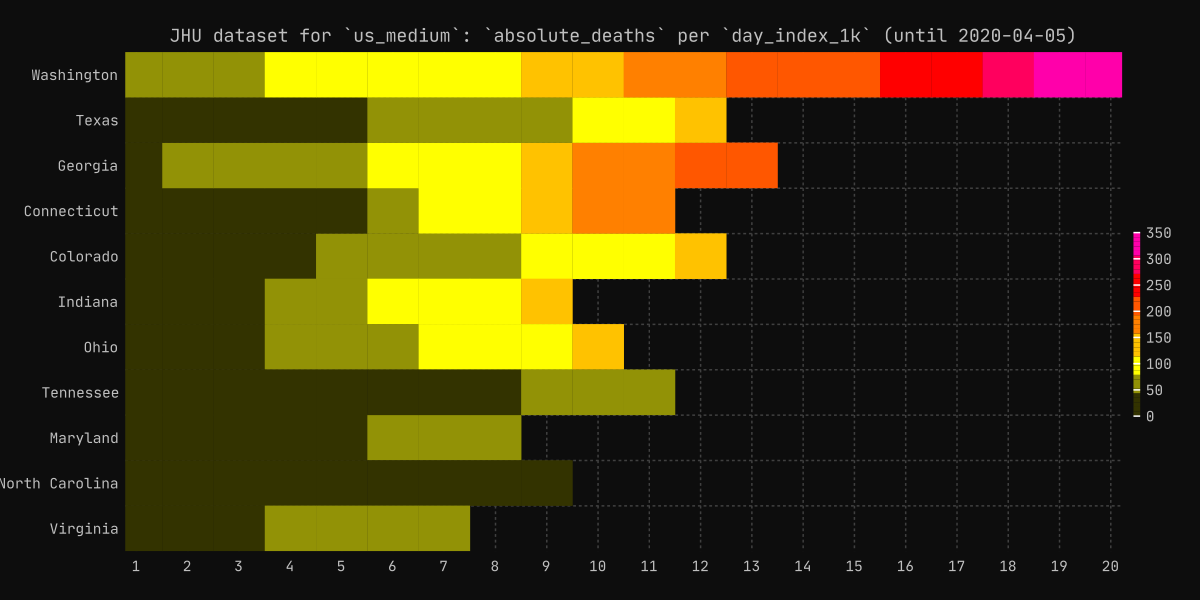 JHU dataset for `us_medium`: `absolute_deaths` per `day_index_1k` (until 2020-04-05)
Washington
Texas
Georgia
Connecticut
Colorado
Indiana
Ohio
Tennessee
Maryland
North Carolina
Virginia
1 2 3 4 5 6 7 8 9 10 11 12 13 14 15 16 17 18 19 20
350
300
250
200
150
100
50
0